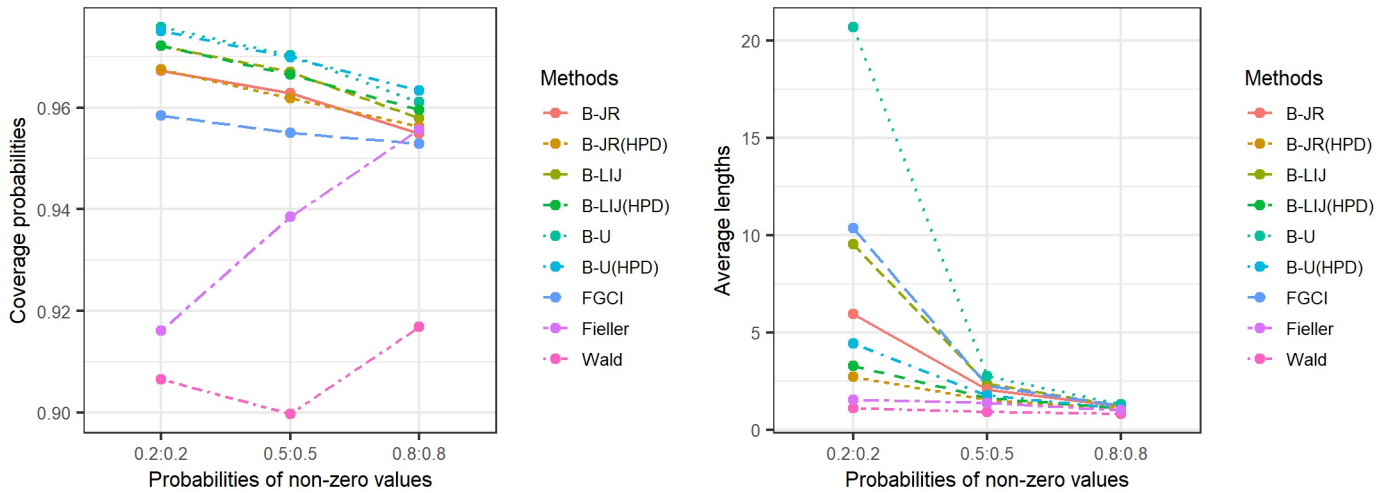 Coverage probabilities
0.96
0.94
0.92
0.90
0.2:0.2
0.5:0.5
0.8:0.8
Probabilities of non-zero values
Methods
B-JR
B-JR(HPD)
B-LIJ
B-LIJ(HPD)
B-U
B-U(HPD)
FGCI
Fieller
Wald
Average lengths
20
15
10
5
0
0.2:0.2
0.5:0.5
0.8:0.8
Probabilities of non-zero values
Methods
B-JR
B-JR(HPD)
B-LIJ
B-LIJ(HPD)
B-U
B-U(HPD)
FGCI
Fieller
Wald